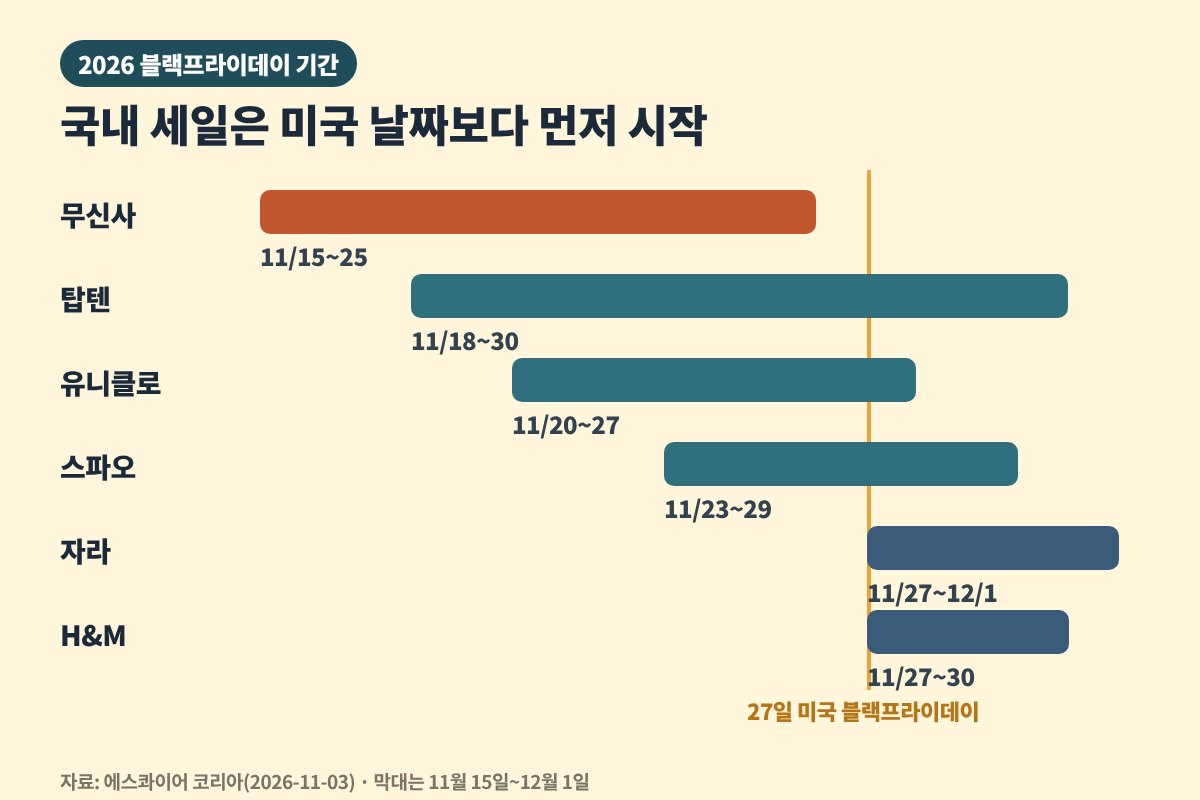 2026 블랙프라이데이 기간
국내 세일은 미국 날짜보다 먼저 시작
무신사
11/15~25
탑텐
11/18~30
유니클로
11/20~27
스파오
11/23~29
자라
11/27~12/1
H&M
11/27~30
27일 미국 블랙프라이데이
자료: 에스콰이어 코리아(2026-11-03) · 막대는 11월 15일~12월 1일